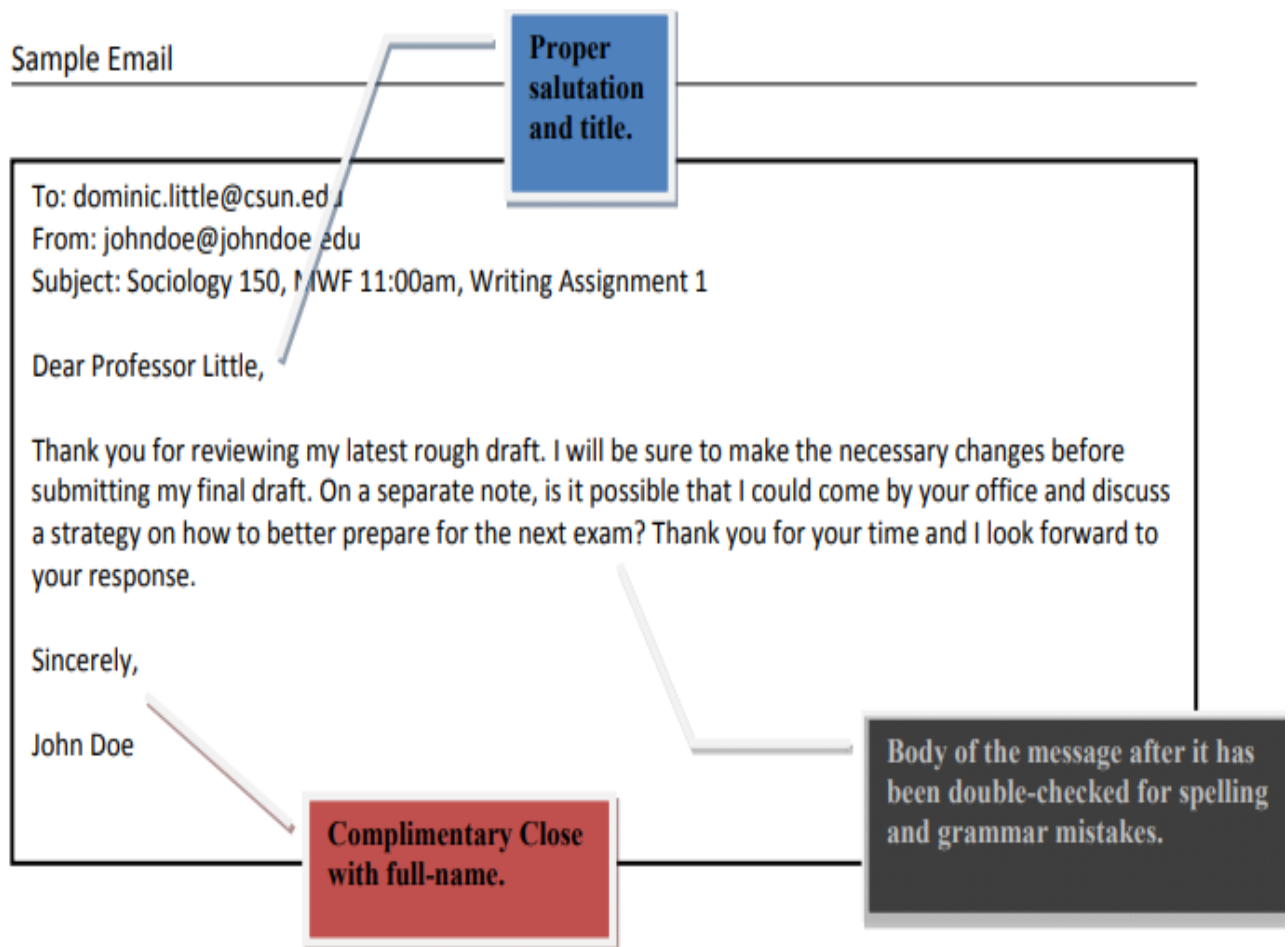 Sample Email
Proper
salutation
and title.
To: dominic.little@csun.edu
From: johndoe@johndoe.edu
Subject: Sociology 150, MWF 11:00am, Writing Assignment 1
Dear Professor Little,
Thank you for reviewing my latest rough draft. I will be sure to make the necessary changes before
submitting my final draft. On a separate note, is it possible that I could come by your office and discuss
a strategy on how to better prepare for the next exam? Thank you for your time and I look forward to
your response.
Sincerely,
John Doe
Body of the message after it has
been double-checked for spelling
and grammar mistakes.
Complimentary Close
with full-name.